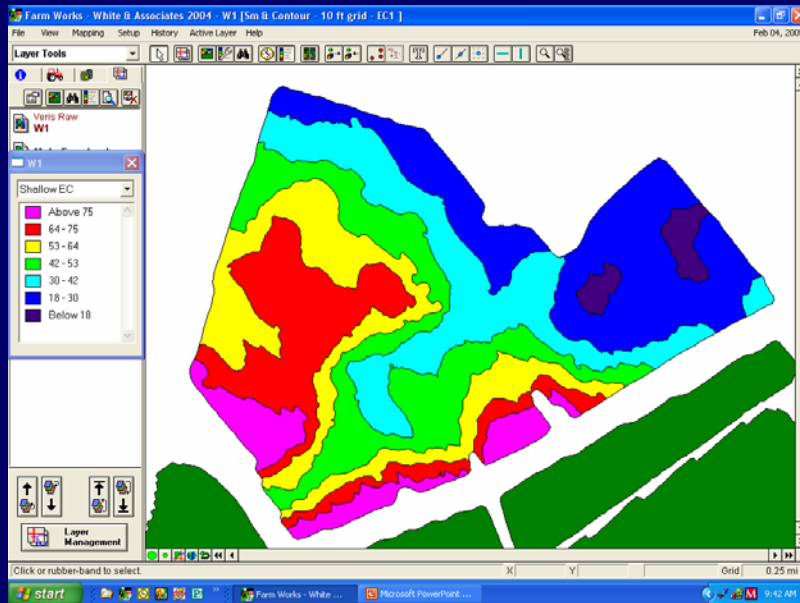 Farm Works - White & Associates 2004 - W1 [Sm & Contour - 10 ft grid - EC1 ]
File View Mapping Setup History Active Layer Help
Feb 04, 200
Layer Tools
Veris Raw
W1
W1
Shallow EC
Above 75
64 - 75
53 - 64
42 - 53
30 - 42
18 - 30
Below 18
Layer
Management
Click or rubber-band to select.
X
Y
Grid
0.25 mi
start
Farm Works - White ...
Microsoft PowerPoint ...
9:42 AM